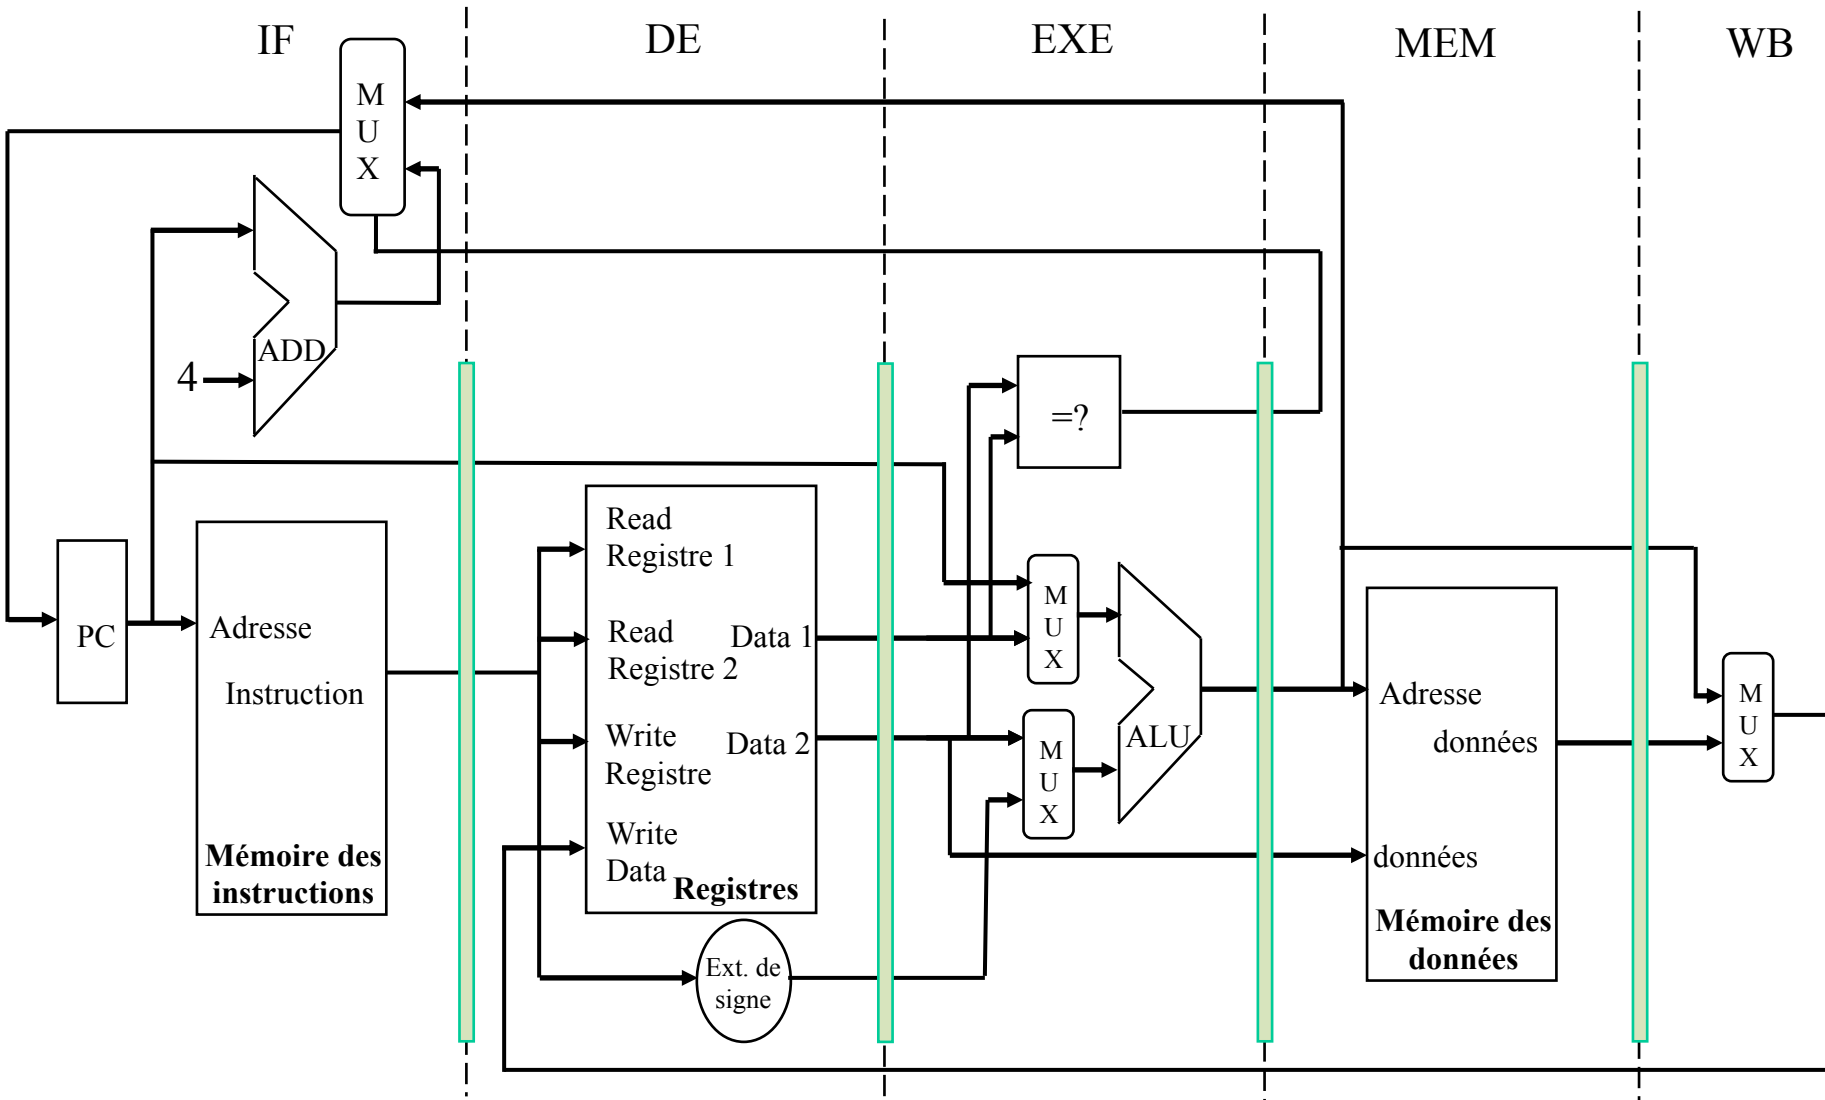 IF
DE
EXE
MEM
WB
M
U
X
ADD
4
=?
PC
Adresse
Instruction
Mémoire des
instructions
Read
Registre 1
Read
Registre 2
Data 1
Write
Registre
Data 2
Write
Data
Registres
Ext. de
signe
M
U
X
M
U
X
ALU
Adresse
données
données
Mémoire des
données
M
U
X